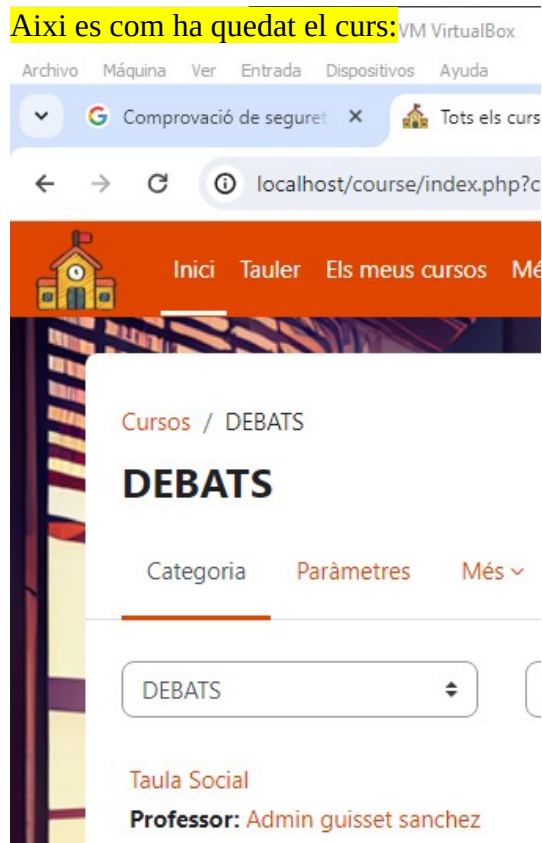 Aixi es com ha quedat el curs: VM VirtualBox
Archivo Máquina Ver Entrada Dispositivos Ayuda
Comprovació de seguret Tots els curs
localhost/course/index.php?c
Inici Tauler Els meus cursos Mé
Cursos / DEBATS
DEBATS
Categoria Paràmetres Més
DEBATS
Taula Social
Professor: Admin guisset sanchez